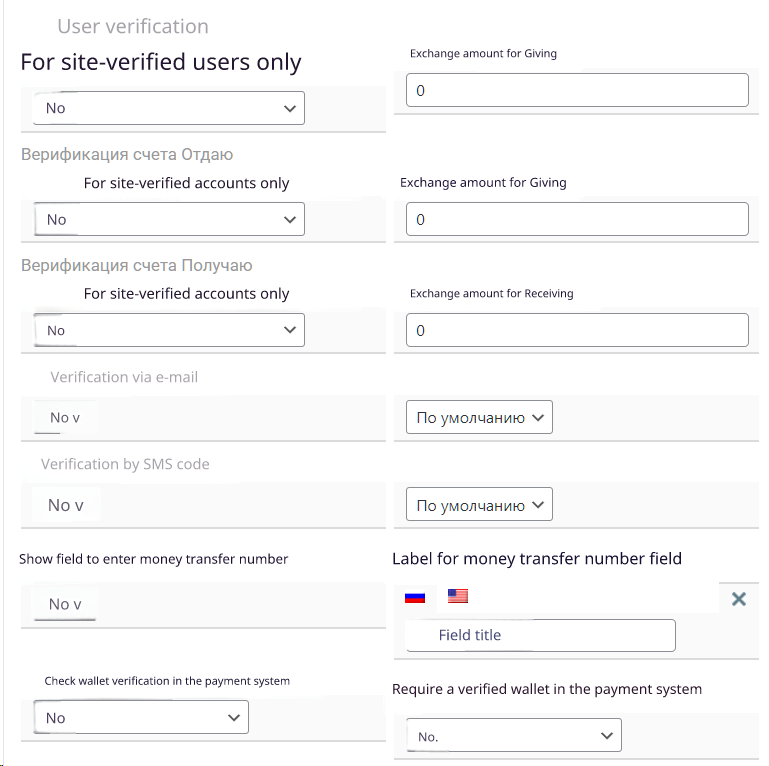 User verification
For site-verified users only
Exchange amount for Giving
No
0
Верификация счета Отдаю
For site-verified accounts only
Exchange amount for Giving
No
0
Верификация счета Получаю
For site-verified accounts only
Exchange amount for Receiving
No
0
Verification via e-mail
No v
По умолчанию
Verification by SMS code
No v
По умолчанию
Show field to enter money transfer number
Label for money transfer number field
No v
Field title
Check wallet verification in the payment system
Require a verified wallet in the payment system
No
No.